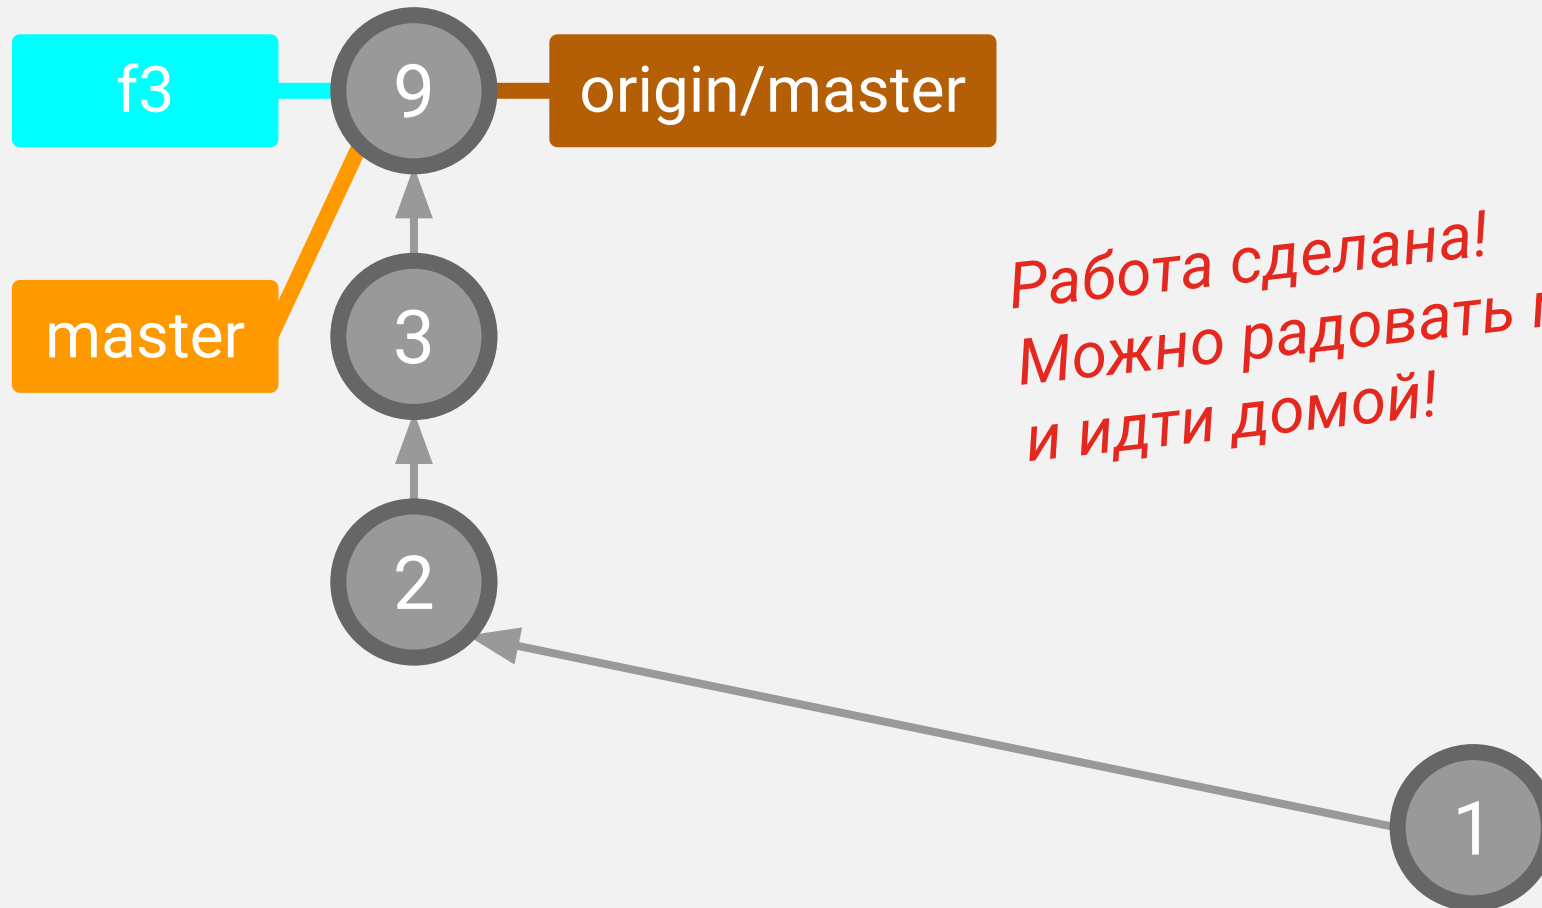 f3
9
origin/master
master
3
Работа сделана!
Можно радовать
и идти домой!
2
1